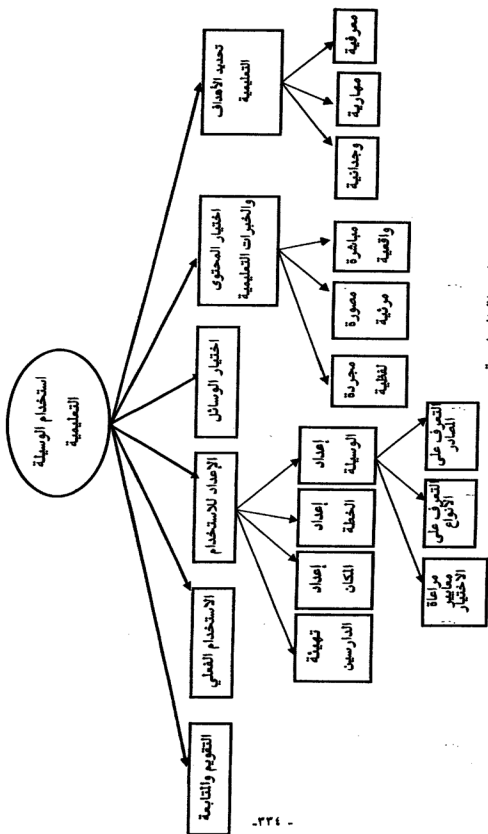 استخدام الوسيلة
التعليمية
تحديد الأهداف
التعليمية
اختيار المحتوى
والخبرات التعليمية
اختيار الوسائل
الإعداد للاستخدام
الاستخدام الفعلي
التقويم والمتابعة
معرفية
مهارية
وجدانية
مباشرة
واقعية
مصورة
مرئية
مجردة
لفظية
إعداد
الوسيلة
إعداد
الخطة
إعداد
المكان
تهيئة
الدارسين
التعرف على
المصادر
التعرف على
الأنواع
مراعاة
معايير
الاختيار
-٣٣٤-